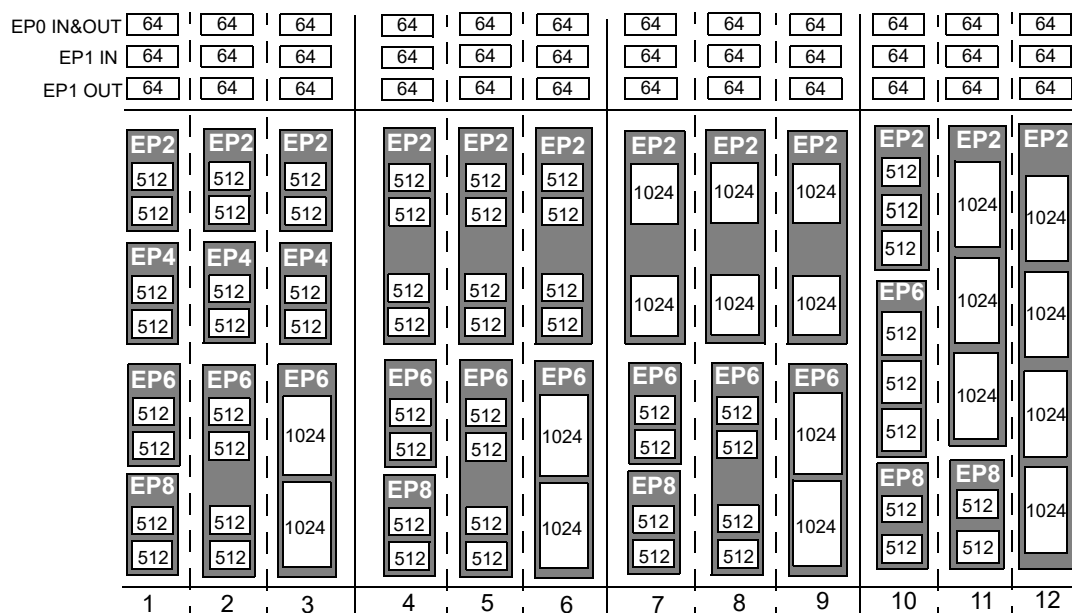 EP0 IN&OUT 64 64 64 64 64 64 64 64 64 64 64 64
EP1 IN 64 64 64 64 64 64 64 64 64 64 64 64
EP1 OUT 64 64 64 64 64 64 64 64 64 64 64 64
EP2 EP2 EP2 EP2 EP2 EP2 EP2 EP2 EP2 EP2 EP2 EP2
512 512 512 512 512 512 1024 1024 1024 512 1024 1024
512 512 512 512 512 512 512
512
EP4 EP4 EP4
512 512 512 512 512 512 1024 1024 1024 EP6 1024 1024
512 512 512 512 512 512 512
EP6 EP6 EP6 EP6 EP6 EP6 EP6 EP6 EP6 512
512 512 1024 512 512 1024 512 512 1024 512 1024 1024
512 512 512 512 512 512
EP8 EP8 EP8 EP8 EP8
512 512 1024 512 512 1024 512 512 1024 512 512 1024
512 512 512 512 512 512 512 512
1 2 3 4 5 6 7 8 9 10 11 12